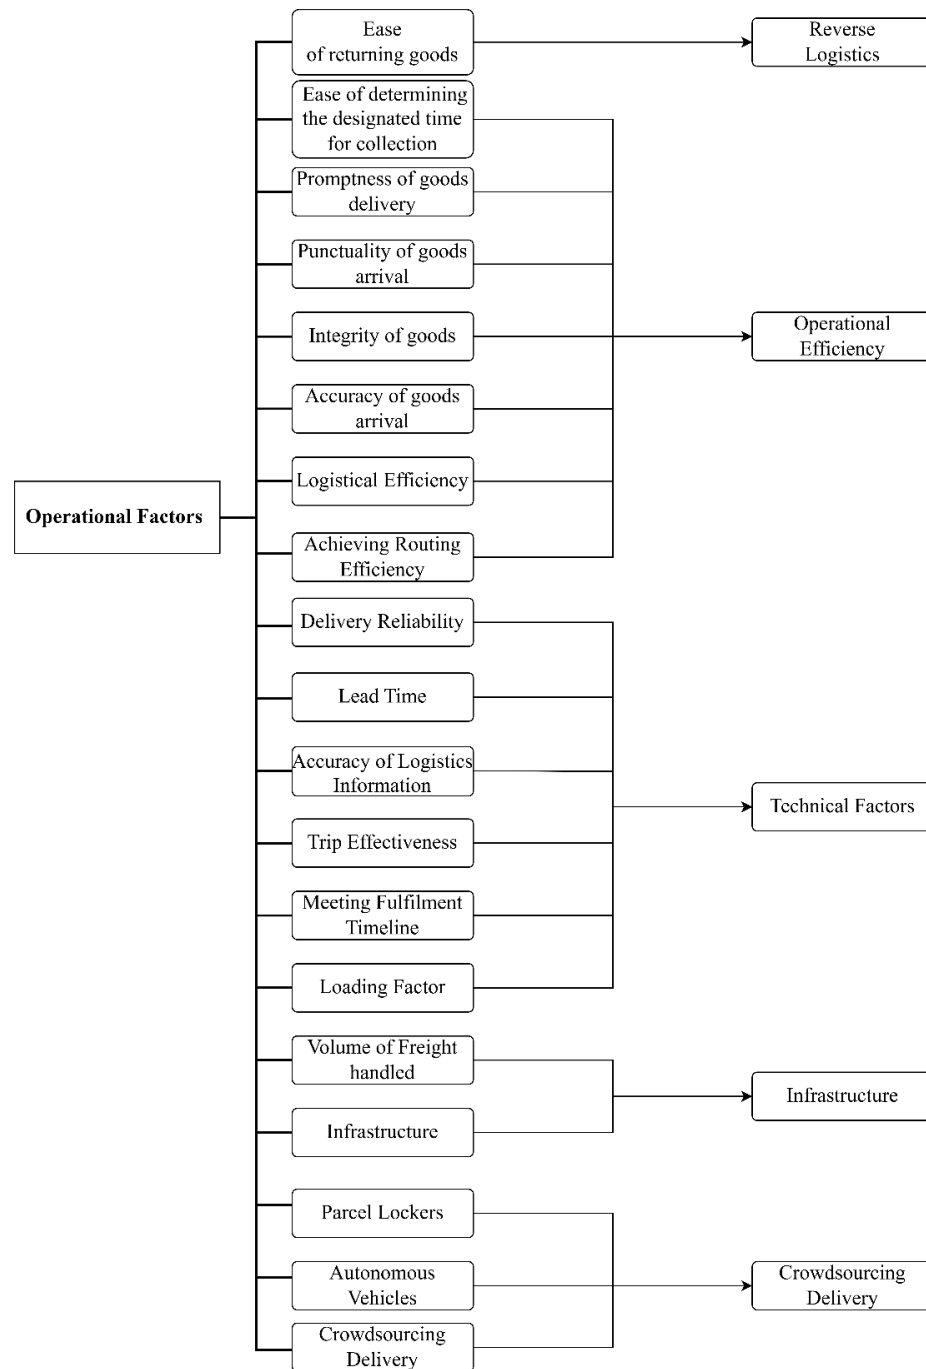 Ease
of returning goods
Reverse
Logistics
Ease of determining
the designated time
for collection
Promptness of goods
delivery
Punctuality of goods
arrival
Integrity of goods
Operational
Efficiency
Accuracy of goods
arrival
Logistical Efficiency
Operational Factors
Achieving Routing
Efficiency
Delivery Reliability
Lead Time
Accuracy of Logistics
Information
Technical Factors
Trip Effectiveness
Meeting Fulfilment
Timeline
Loading Factor
Volume of Freight
handled
Infrastructure
Infrastructure
Parcel Lockers
Autonomous
Vehicles
Crowdsourcing
Delivery
Crowdsourcing
Delivery